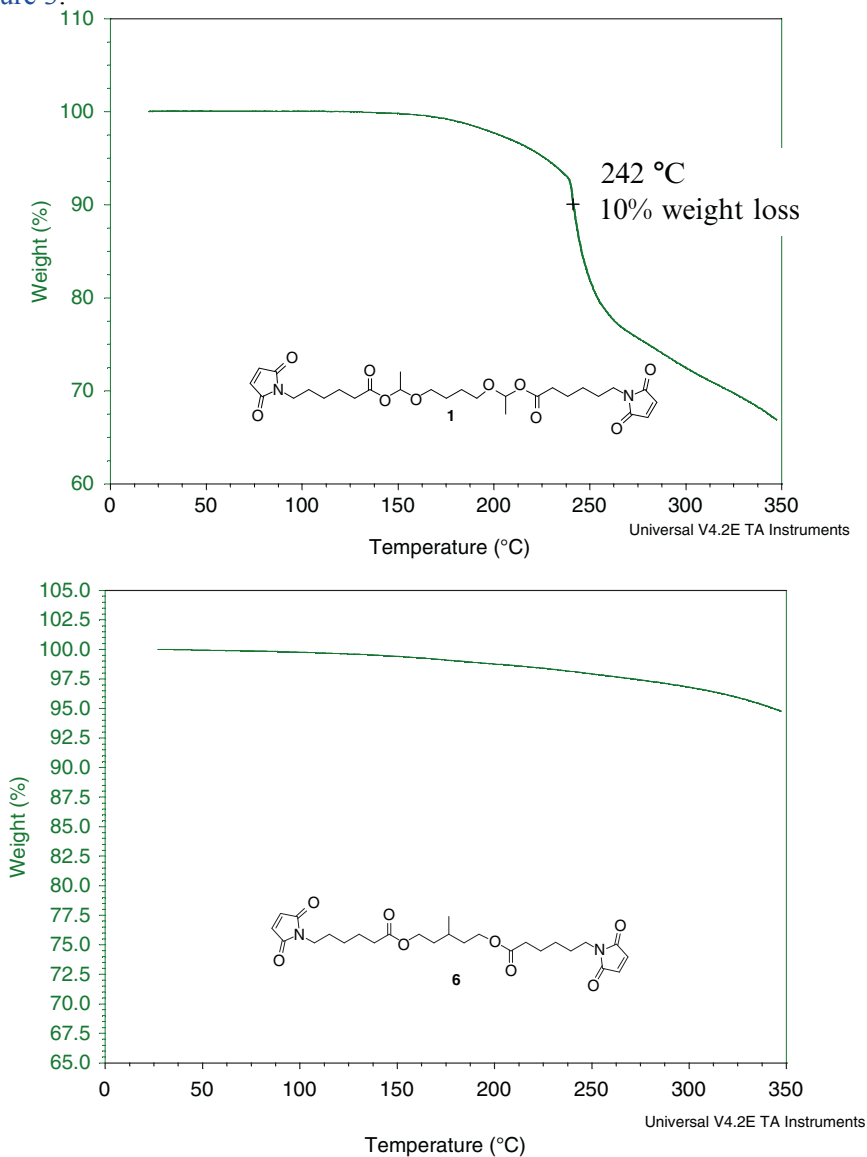 ure 3.
110
100
90
80
70
60
Weight (%)
242 °C
10% weight loss
O
N
O
O
O
O
O
O
O
O
N
O
1
0 50 100 150 200 250 300 350
Universal V4.2E TA Instruments
Temperature (°C)
105.0
102.5
100.0
97.5
95.0
92.5
90.0
87.5
85.0
82.5
80.0
77.5
75.0
72.5
70.0
67.5
65.0
Weight (%)
O
N
O
O
O
O
O
O
N
O
6
0 50 100 150 200 250 300 350
Universal V4.2E TA Instruments
Temperature (°C)